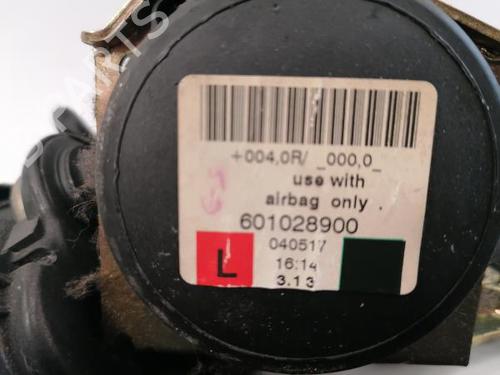 +004,0R/ _000,0_
use with
airbag only .
601028900
L 040517
16:14
3.13